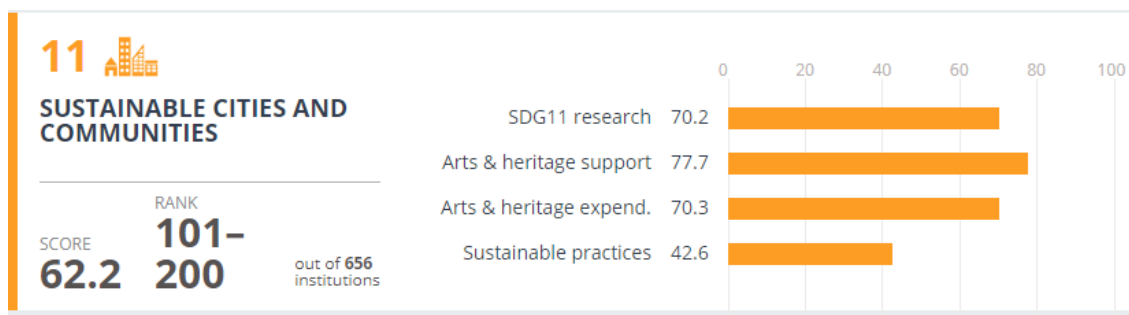 11
SUSTAINABLE CITIES AND
COMMUNITIES
SCORE
62.2
RANK
101–
200
out of 656
institutions
0 20 40 60 80 100
SDG11 research 70.2
Arts & heritage support 77.7
Arts & heritage expend. 70.3
Sustainable practices 42.6